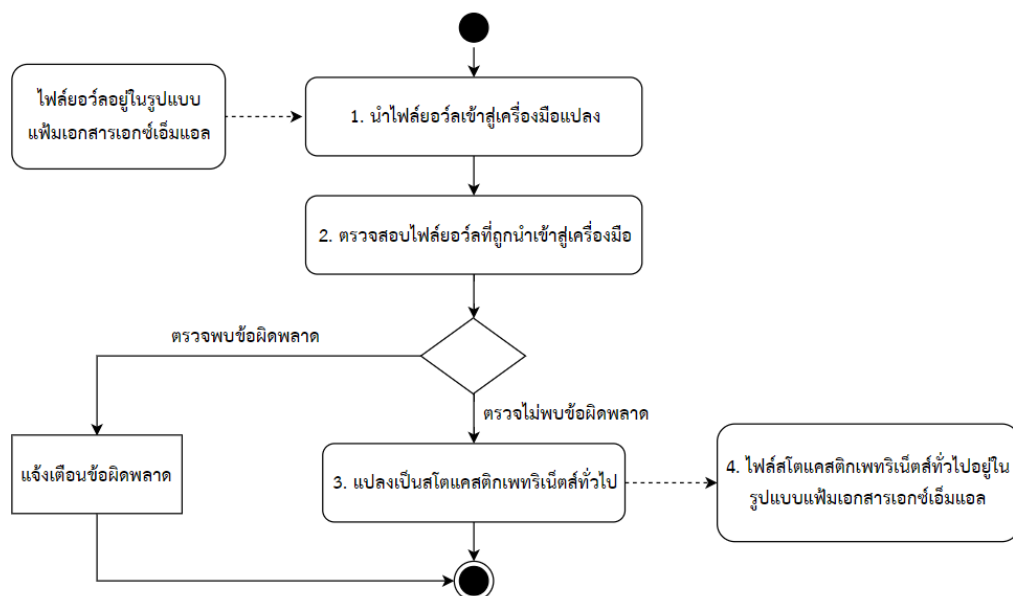 ไฟล์ยอว์ลอยู่ในรูปแบบ
แฟ้มเอกสารเอกซ์เอ็มแอล
1. นำไฟล์ยอว์ลเข้าสู่เครื่องมือแปลง
2. ตรวจสอบไฟล์ยอว์ลที่ถูกนำเข้าสู่เครื่องมือ
ตรวจพบข้อผิดพลาด
ตรวจไม่พบข้อผิดพลาด
แจ้งเตือนข้อผิดพลาด
3. แปลงเป็นสโตแคสติกเพทริเน็ตส์ทั่วไป
4. ไฟล์สโตแคสติกเพทริเน็ตส์ทั่วไปอยู่ใน
รูปแบบแฟ้มเอกสารเอกซ์เอ็มแอล